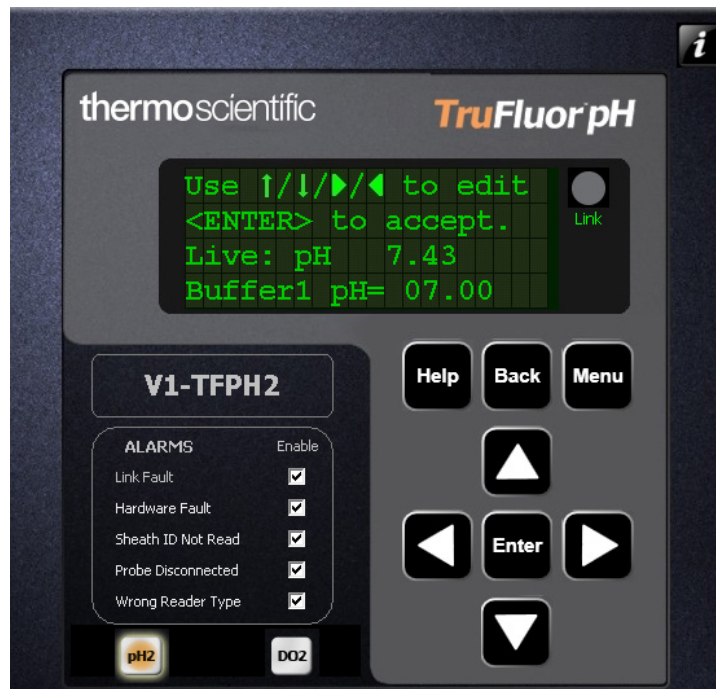 i
thermo scientific
TruFluor pH
Use ↑/↓/▶/◀ to edit
<ENTER> to accept.
Live: pH 7.43
Buffer1 pH= 07.00
Link
V1-TFPH2
Help
Back
Menu
ALARMS Enable
Link Fault
Hardware Fault
Sheath ID Not Read
Probe Disconnected
Wrong Reader Type
Enter
pH2
DO2